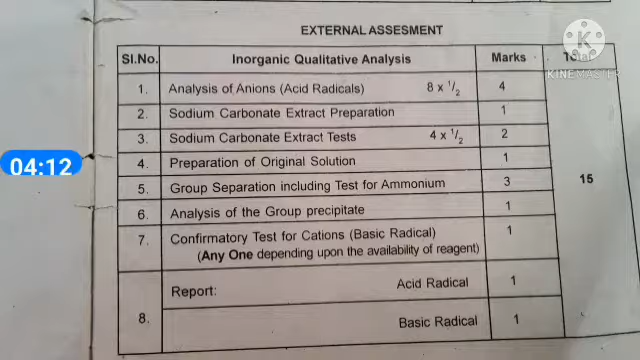 EXTERNAL ASSESMENT
Sl.No. Inorganic Qualitative Analysis Marks Total
1. Analysis of Anions (Acid Radicals) 8 x 1/2 4
2. Sodium Carbonate Extract Preparation 1
3. Sodium Carbonate Extract Tests 4 x 1/2 2
4. Preparation of Original Solution 1
5. Group Separation including Test for Ammonium 3
6. Analysis of the Group precipitate 1
7. Confirmatory Test for Cations (Basic Radical) 1
(Any One depending upon the availability of reagent)
8. Report: Acid Radical 1
Basic Radical 1
15
04:12
K
KINEMASTER